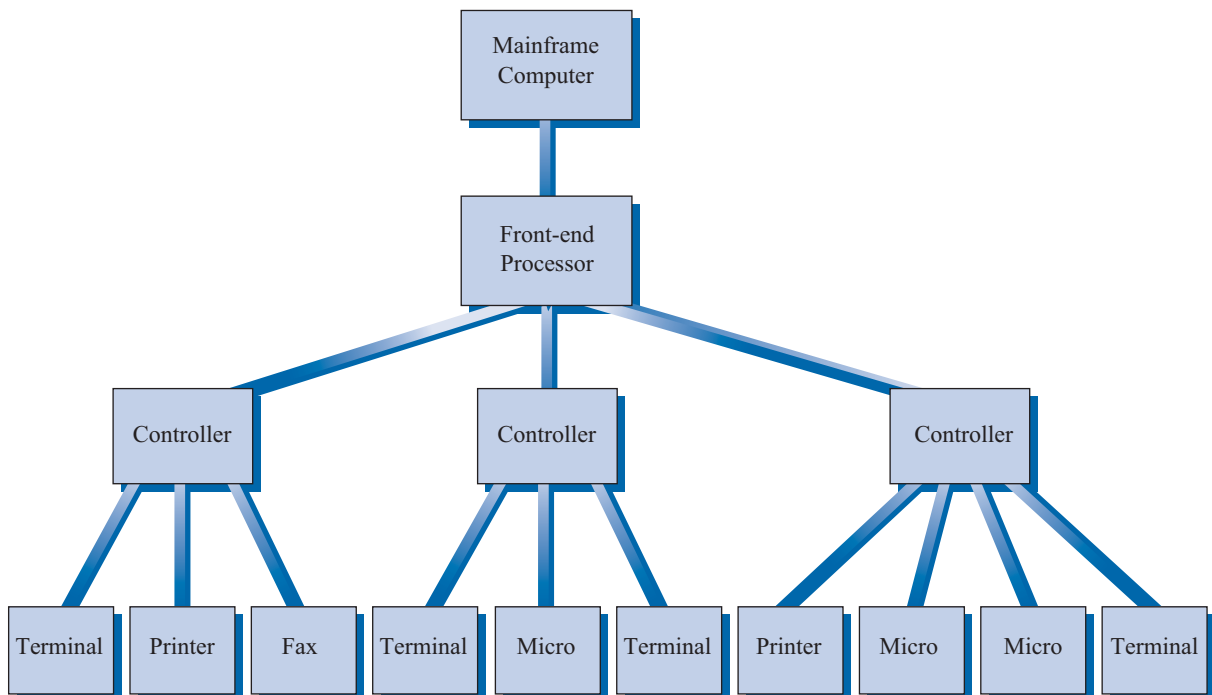 Mainframe
Computer
Front-end
Processor
Controller
Controller
Controller
Terminal
Printer
Fax
Terminal
Micro
Terminal
Printer
Micro
Micro
Terminal